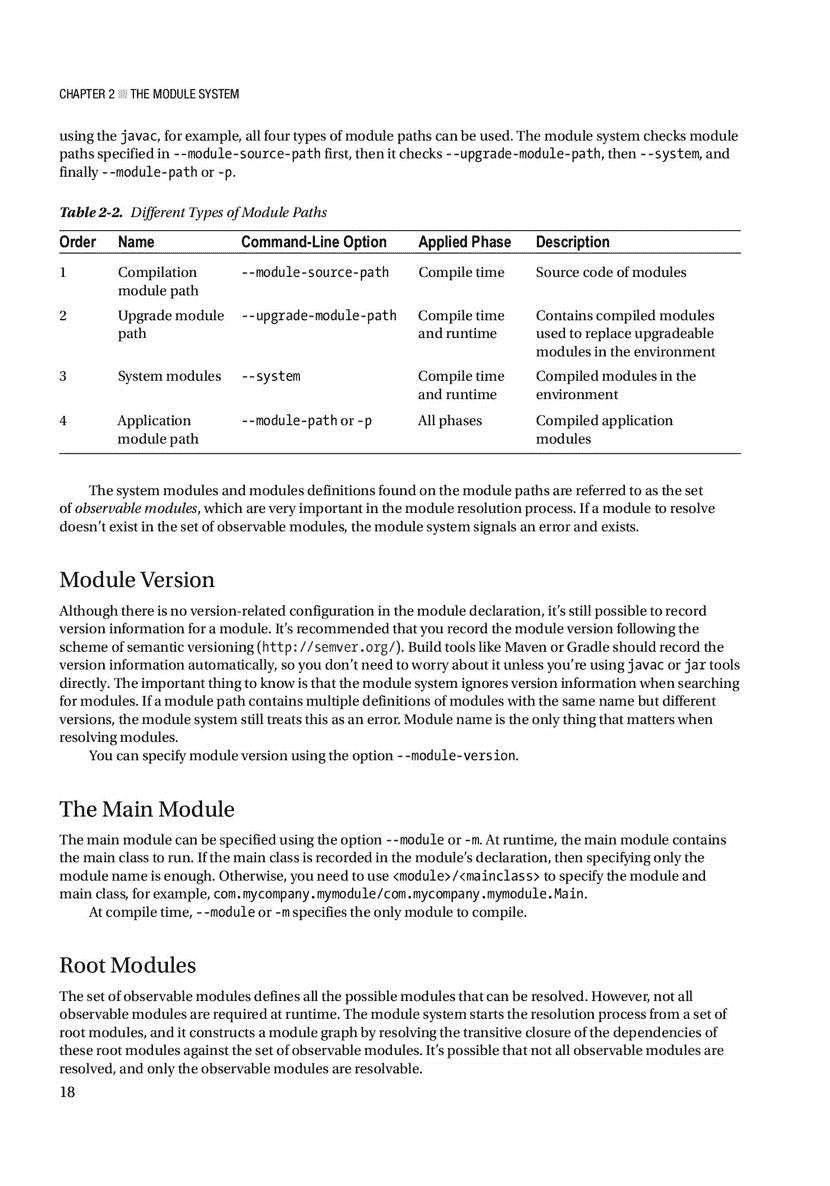 CHAPTER 2 ■ THE MODULE SYSTEM
using the javac, for example, all four types of module paths can be used. The module system checks module
paths specified in --module-source-path first, then it checks --upgrade-module-path, then --system, and
finally --module-path or -p.
Table 2-2. Different Types of Module Paths
Order Name Command-Line Option Applied Phase Description
1 Compilation --module-source-path Compile time Source code of modules
module path
2 Upgrade module --upgrade-module-path Compile time Contains compiled modules
path and runtime used to replace upgradeable
modules in the environment
3 System modules --system Compile time Compiled modules in the
and runtime environment
4 Application --module-path or -p All phases Compiled application
module path modules
The system modules and modules definitions found on the module paths are referred to as the set
of observable modules, which are very important in the module resolution process. If a module to resolve
doesn't exist in the set of observable modules, the module system signals an error and exists.
Module Version
Although there is no version-related configuration in the module declaration, it's still possible to record
version information for a module. It's recommended that you record the module version following the
scheme of semantic versioning (http://semver.org/). Build tools like Maven or Gradle should record the
version information automatically, so you don't need to worry about it unless you're using javac or jar tools
directly. The important thing to know is that the module system ignores version information when searching
for modules. If a module path contains multiple definitions of modules with the same name but different
versions, the module system still treats this as an error. Module name is the only thing that matters when
resolving modules.
You can specify module version using the option --module-version.
The Main Module
The main module can be specified using the option --module or -m. At runtime, the main module contains
the main class to run. If the main class is recorded in the module's declaration, then specifying only the
module name is enough. Otherwise, you need to use <module>/<mainclass> to specify the module and
main class, for example, com.mycompany.mymodule/com.mycompany.mymodule.Main.
At compile time, --module or -m specifies the only module to compile.
Root Modules
The set of observable modules defines all the possible modules that can be resolved. However, not all
observable modules are required at runtime. The module system starts the resolution process from a set of
root modules, and it constructs a module graph by resolving the transitive closure of the dependencies of
these root modules against the set of observable modules. It's possible that not all observable modules are
resolved, and only the observable modules are resolvable.
18